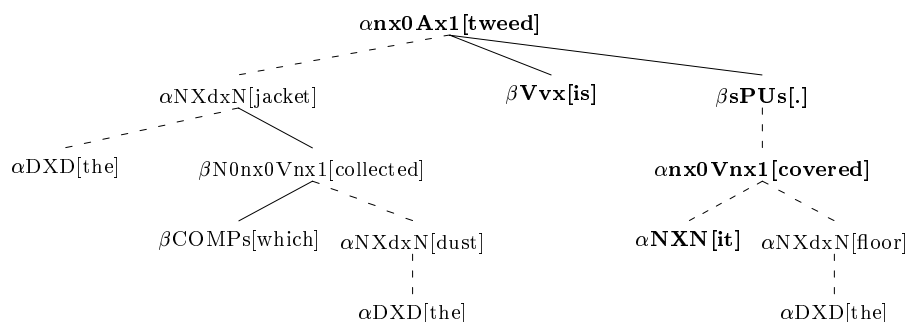 αnx0Ax1[tweed]
αNXdxN[jacket] βVvx[is] βsPUs[.]
αDXD[the] βN0nx0Vnx1[collected] αnx0Vnx1[covered]
βCOMPs[which] αNXdxN[dust] αNXN[it] αNXdxN[floor]
αDXD[the] αDXD[the]